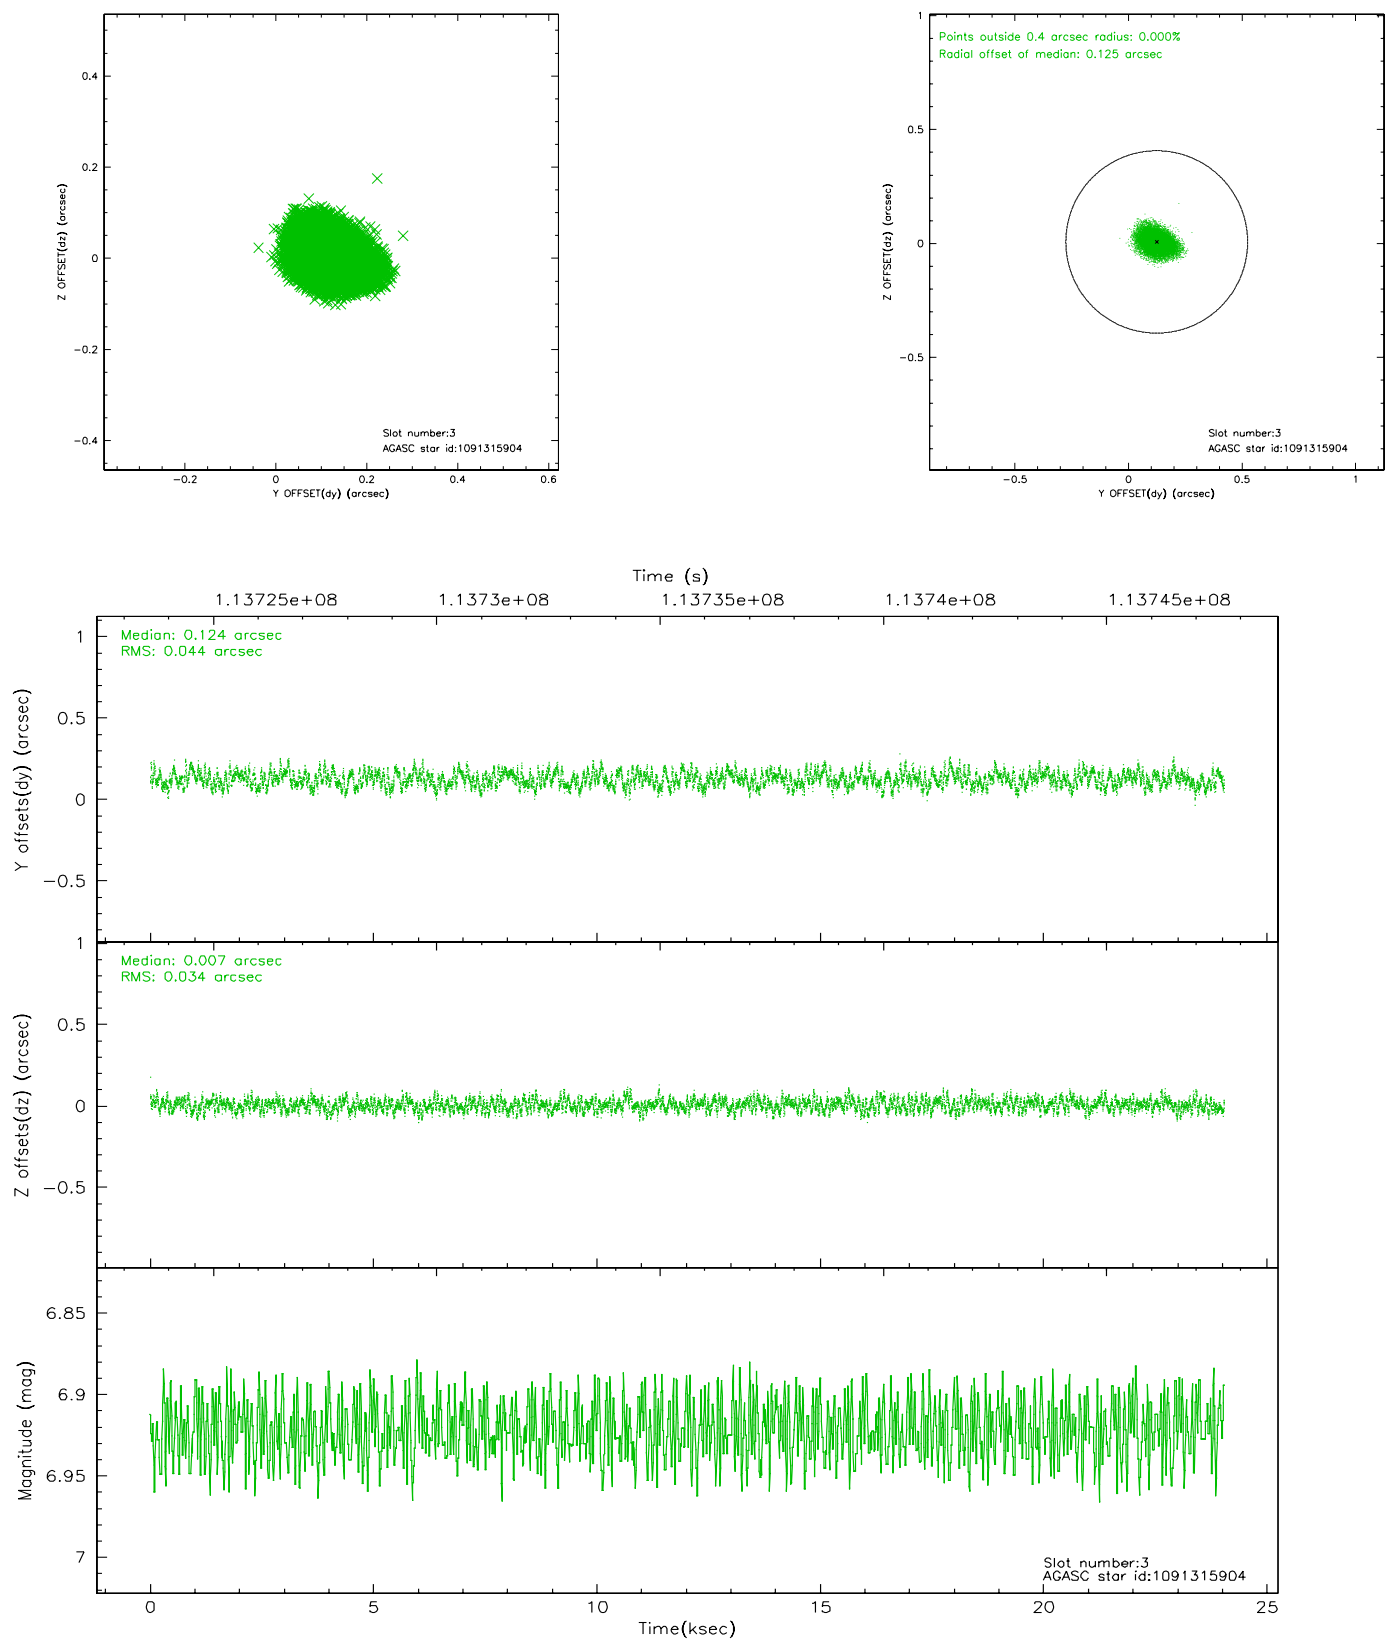 0.4
0.2
0
−0.2
−0.4
Z OFFSET(dz) (arcsec)
Slot number:3
AGASC star id:1091315904
−0.2 0 0.2 0.4 0.6
Y OFFSET(dy) (arcsec)
1
0.5
0
−0.5
Z OFFSET(dz) (arcsec)
Points outside 0.4 arcsec radius: 0.000%
Radial offset of median: 0.125 arcsec
Slot number:3
AGASC star id:1091315904
−0.5 0 0.5 1
Y OFFSET(dy) (arcsec)
Time (s)
1.13725e+08 1.1373e+08 1.13735e+08 1.1374e+08 1.13745e+08
Median: 0.124 arcsec
RMS: 0.044 arcsec
1
0.5
0
−0.5
Y offsets(dy) (arcsec)
Median: 0.007 arcsec
RMS: 0.034 arcsec
1
0.5
0
−0.5
Z offsets(dz) (arcsec)
6.85
6.9
6.95
7
Magnitude (mag)
Slot number:3
AGASC star id:1091315904
0 5 10 15 20 25
Time(ksec)